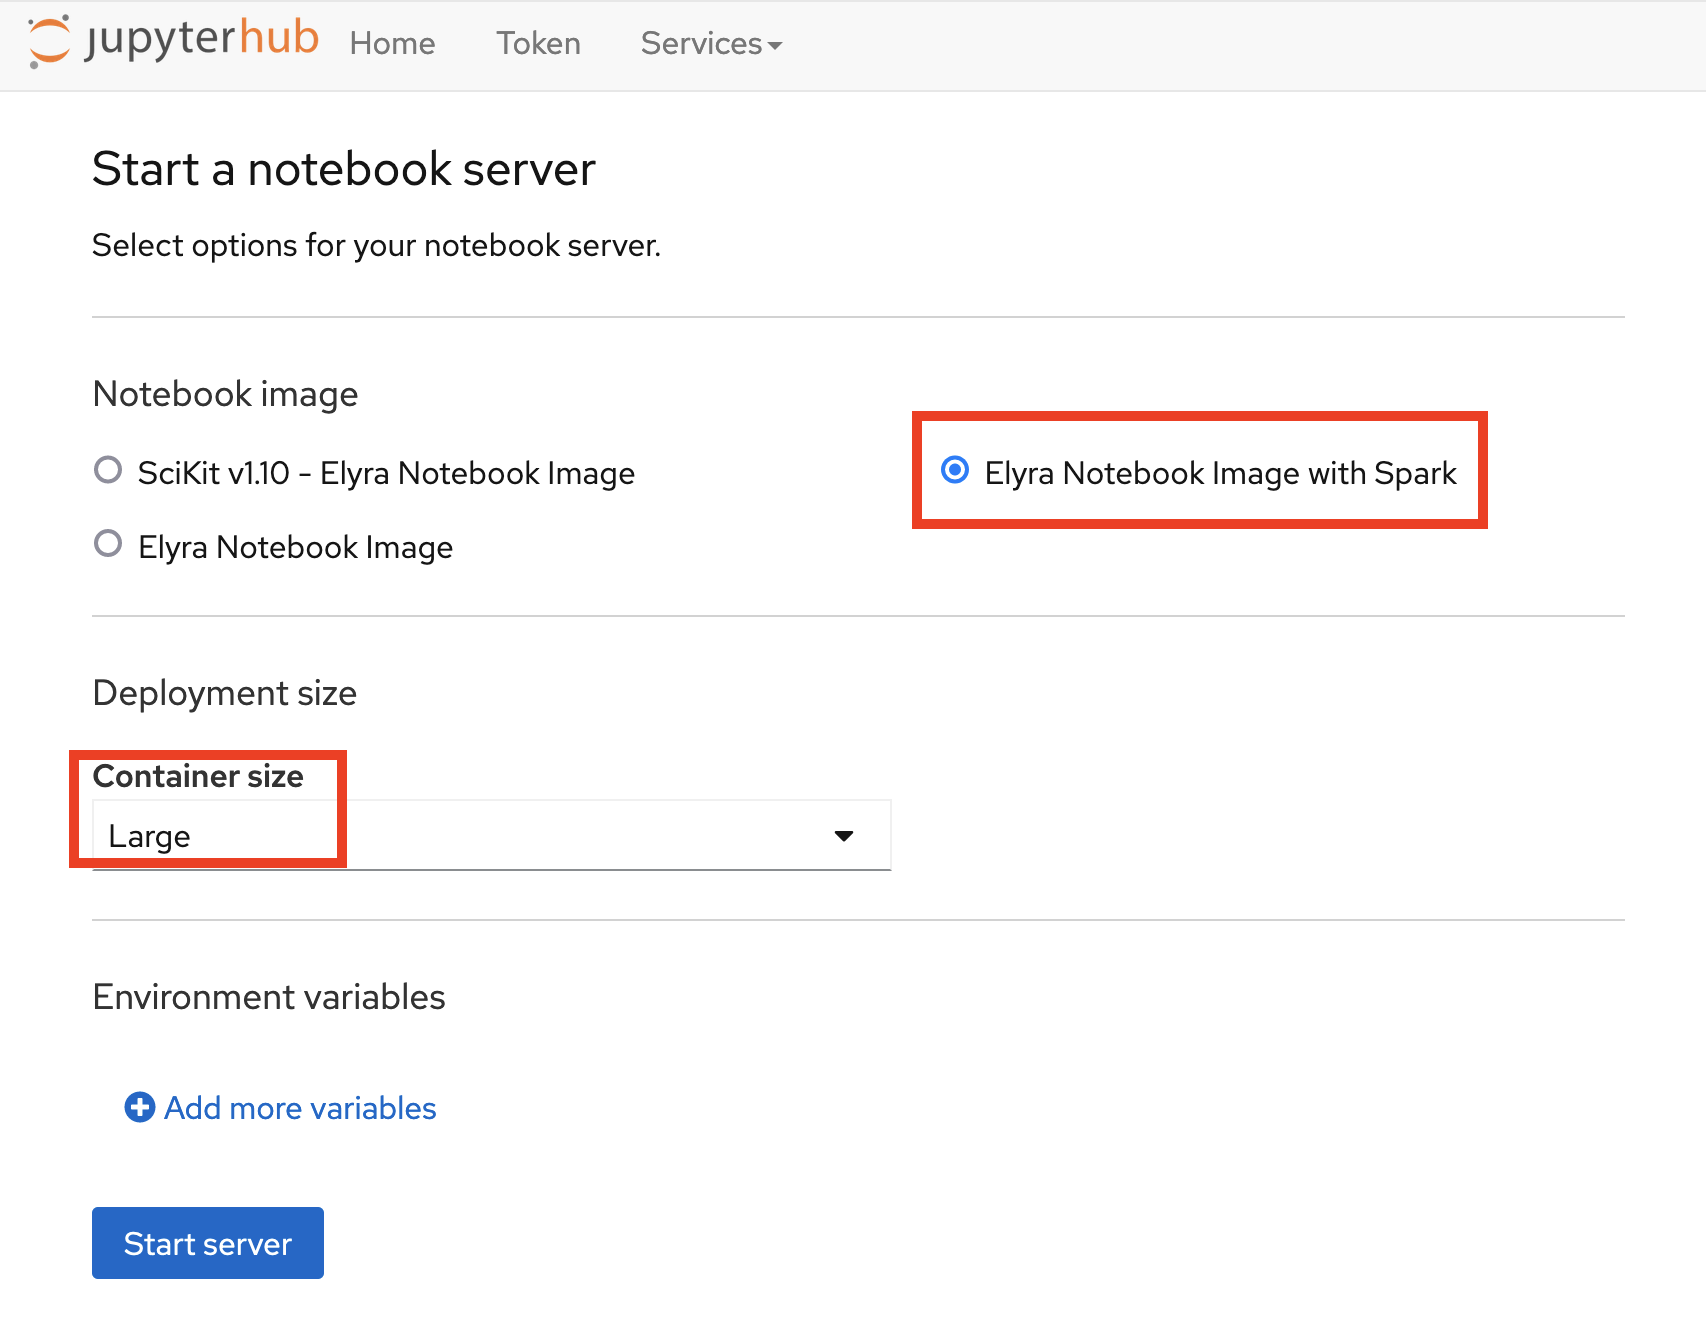 jupyterhub Home Token Services
Start a notebook server
Select options for your notebook server.
Notebook image
SciKit v1.10 - Elyra Notebook Image
Elyra Notebook Image with Spark
Elyra Notebook Image
Deployment size
Container size
Large
Environment variables
Add more variables
Start server